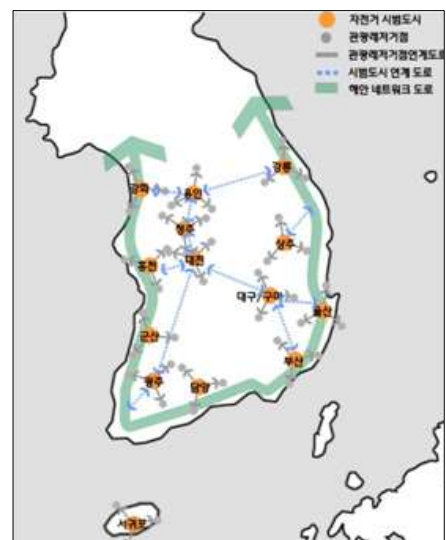 자전거 시범도시
관광레저거점
관광레저거점연계도로
시범도시 연계 도로
해안 네트워크 도로
강릉
강화
용인
청주
상주
홍천
대전
대구/구미
울산
군산
부산
광주
담양
서귀포